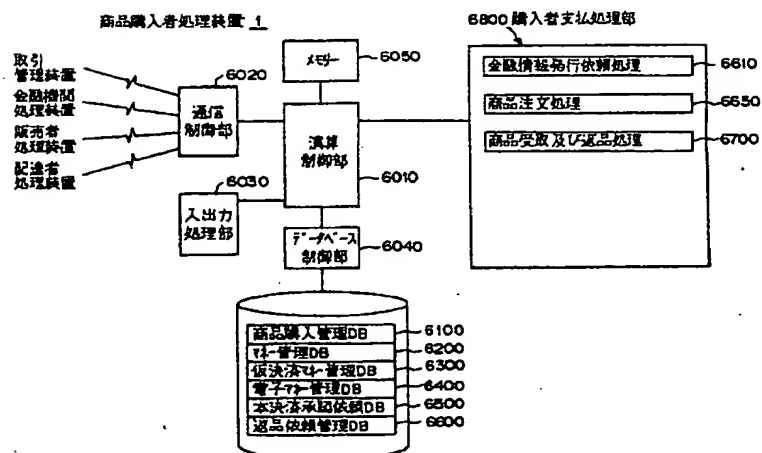 商品購入者処理装置 1
6800 購入者支払処理部
メモリー
6050
取引
管理装置
金融機関
処理装置
販売者
処理装置
配達者
処理装置
6020
通信
制御部
演算
制御部
6010
6030
入出力
処理部
データベース
制御部
6040
金融情報発行依頼処理
6610
商品注文処理
6650
商品受取及び返品処理
6700
商品購入管理DB
6100
マネー管理DB
6200
仮決済マネー管理DB
6300
電子マネー管理DB
6400
本決済承認依頼DB
6500
返品依頼管理DB
6600